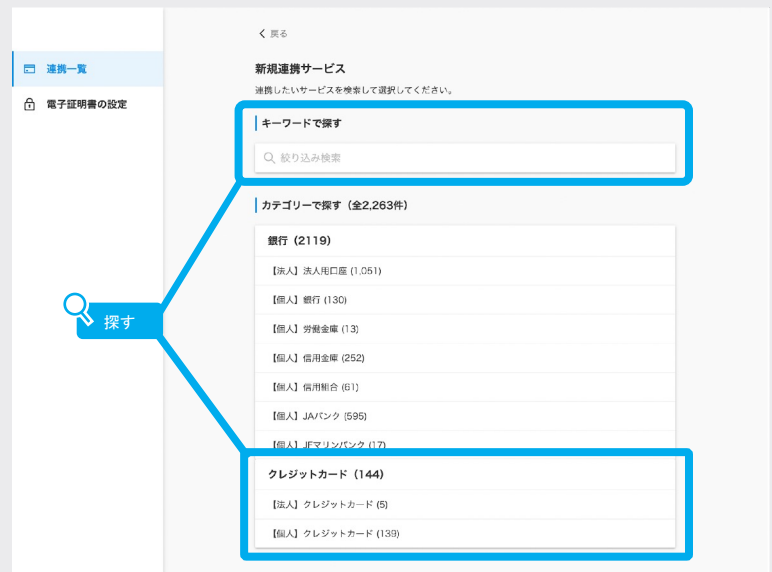 戻る
連携一覧
電子証明書の設定
新規連携サービス
連携したいサービスを検索して選択してください。
キーワードで探す
絞り込み検索
カテゴリーで探す（全2,263件）
銀行（2119）
【法人】法人用口座 (1,051)
【個人】銀行 (130)
【個人】労働金庫 (13)
【個人】信用金庫 (252)
【個人】信用組合 (61)
【個人】JAバンク (595)
【個人】JFマリンバンク (17)
探す
クレジットカード（144）
【法人】クレジットカード (5)
【個人】クレジットカード (139)